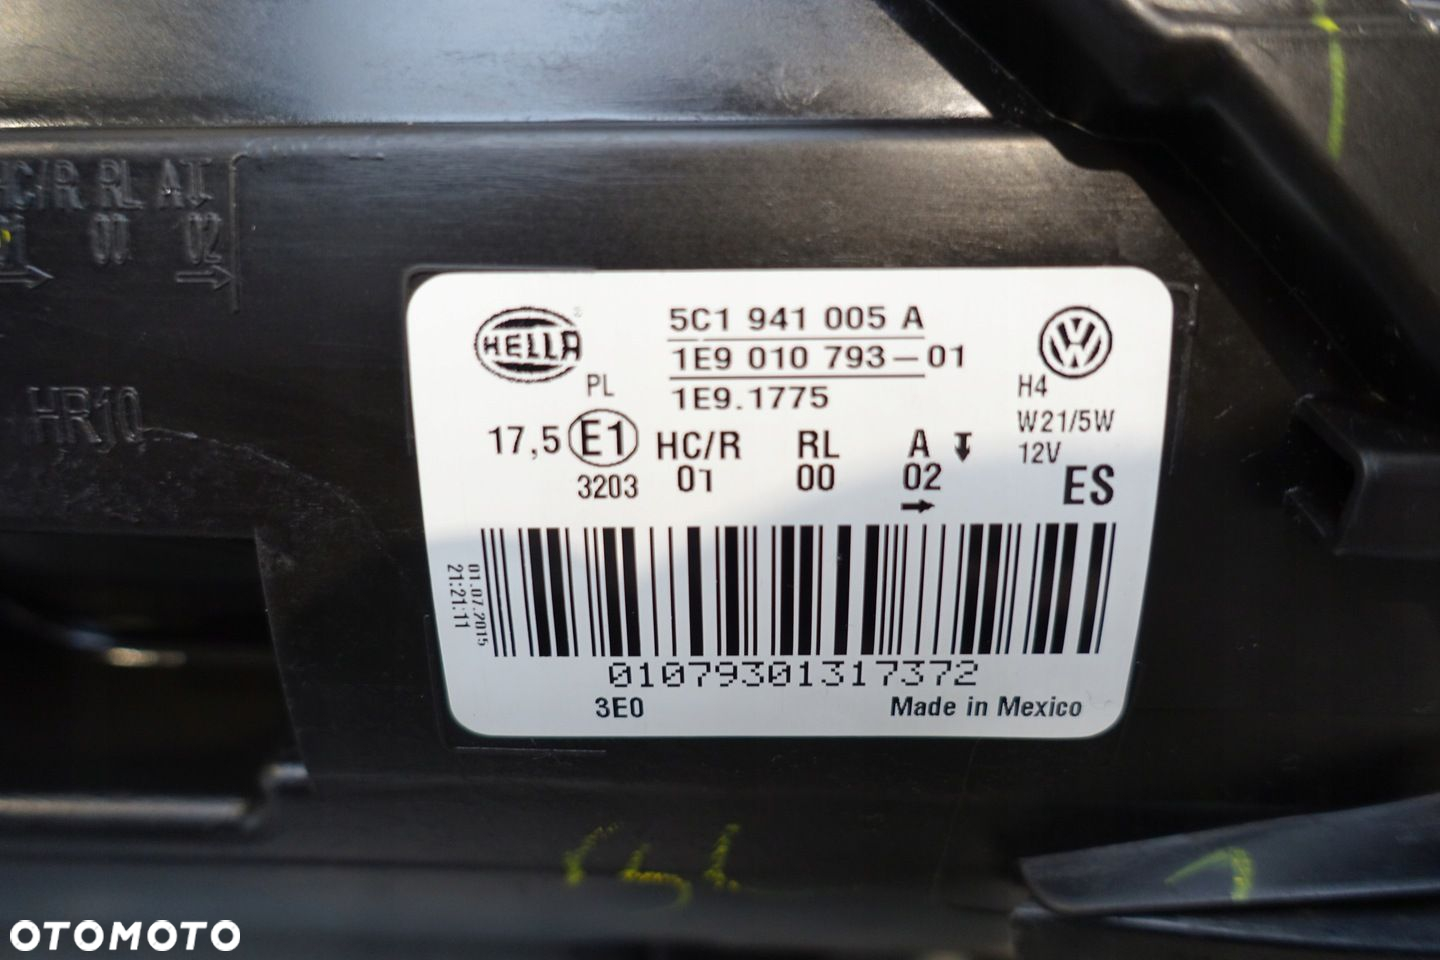 HC/R RL A
01 00 02
HR10
HELLA
PL
5C1 941 005 A
1E9 010 793-01
1E9.1775
H4
W21/5W
12V
ES
17,5 E1 HC/R RL A
3203 01 00 02
01.07.2015
21:21:11
01079301317372
3E0 Made in Mexico
OTOMOTO